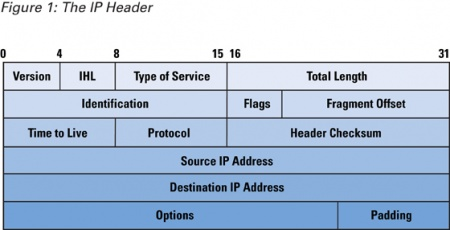 Figure 1: The IP Header
0 4 8 15 16 31
Version IHL Type of Service Total Length
Identification Flags Fragment Offset
Time to Live Protocol Header Checksum
Source IP Address
Destination IP Address
Options Padding